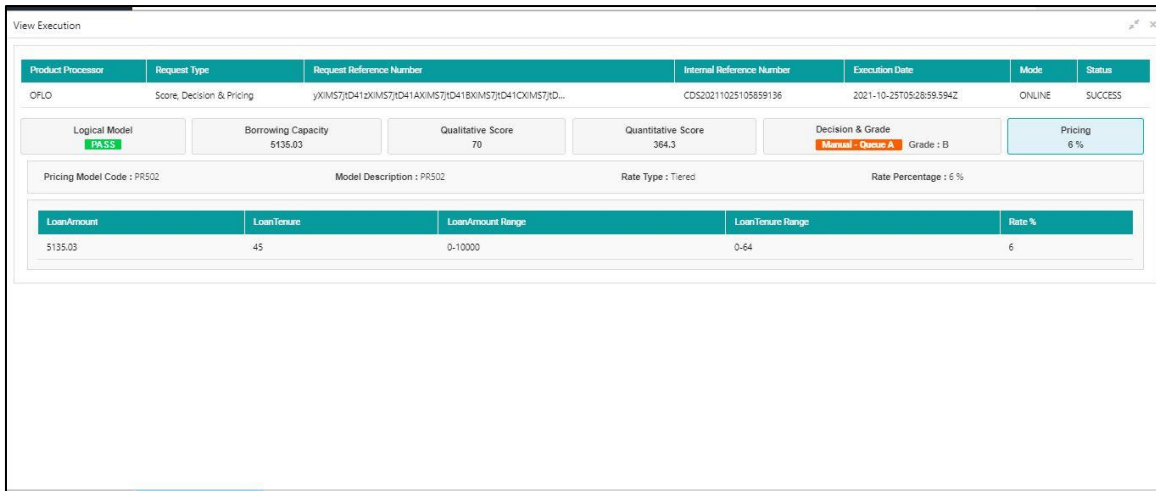 View Execution
Product Processor Request Type Request Reference Number Internal Reference Number Execution Date Mode Status
OFLO Score, Decision & Pricing yXIMS7JtD41zXIMS7JtD41AXIMS7JtD41BXIMS7JtD41CXIMS7JtD... CDS20211025105859136 2021-10-25T05:28:59.594Z ONLINE SUCCESS
Logical Model Borrowing Capacity Qualitative Score Quantitative Score Decision & Grade Pricing
PASS 5135.03 70 364.3 Manual - Queue A Grade : B 6 %
Pricing Model Code : PR502 Model Description : PR502 Rate Type : Tiered Rate Percentage : 6 %
LoanAmount LoanTenure LoanAmount Range LoanTenure Range Rate %
5135.03 45 0-10000 0-64 6